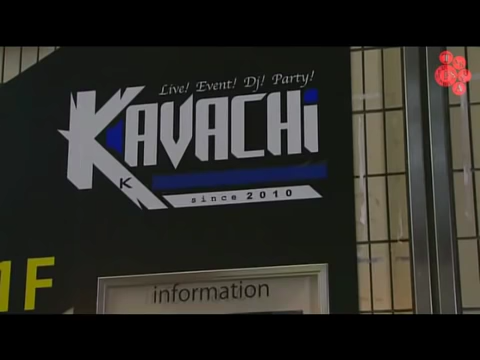 Live! Event! Dj! Party!
KAVACHi
K
since 2010
1F
information